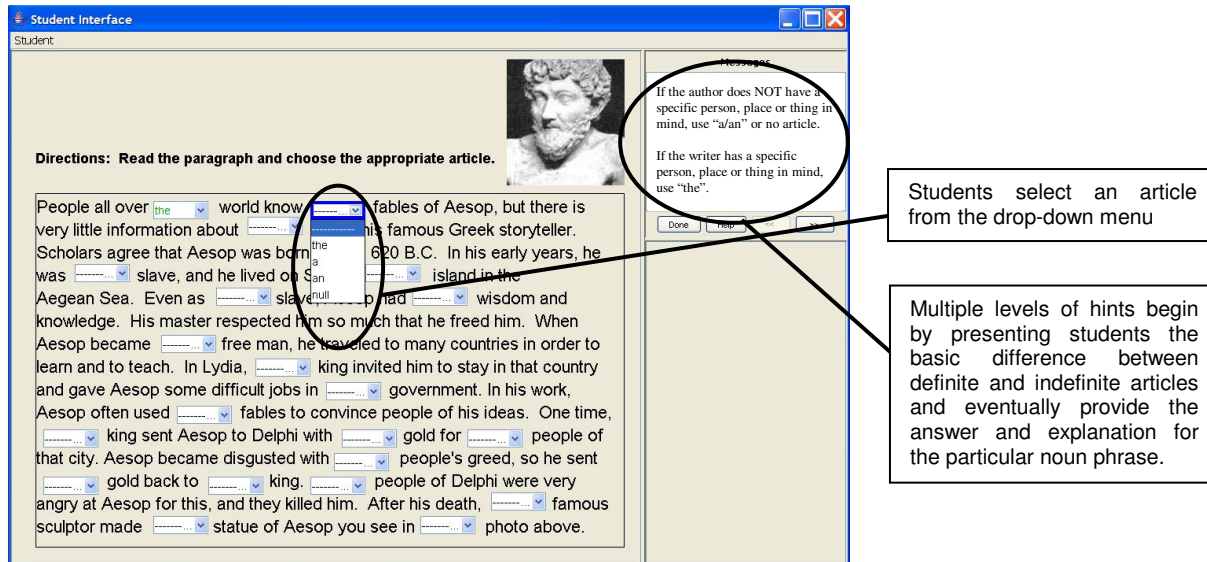 Student Interface
Student
Messages
If the author does NOT have a
specific person, place or thing in
mind, use “a/an” or no article.
If the writer has a specific
person, place or thing in mind,
use “the”.
Done Help << >>
Directions: Read the paragraph and choose the appropriate article.
People all over the world know -------... fables of Aesop, but there is
very little information about -------... his famous Greek storyteller.
Scholars agree that Aesop was born 620 B.C. In his early years, he
was -------... slave, and he lived on S -------... island in the
Aegean Sea. Even as -------... slave, Aesop had -------... wisdom and
knowledge. His master respected him so much that he freed him. When
Aesop became -------... free man, he traveled to many countries in order to
learn and to teach. In Lydia, -------... king invited him to stay in that country
and gave Aesop some difficult jobs in -------... government. In his work,
Aesop often used -------... fables to convince people of his ideas. One time,
-------... king sent Aesop to Delphi with -------... gold for -------... people of
that city. Aesop became disgusted with -------... people's greed, so he sent
-------... gold back to -------... king. -------... people of Delphi were very
angry at Aesop for this, and they killed him. After his death, -------... famous
sculptor made -------... statue of Aesop you see in -------... photo above.
-----------
the
a
an
null
Students select an article
from the drop-down menu
Multiple levels of hints begin
by presenting students the
basic difference between
definite and indefinite articles
and eventually provide the
answer and explanation for
the particular noun phrase.